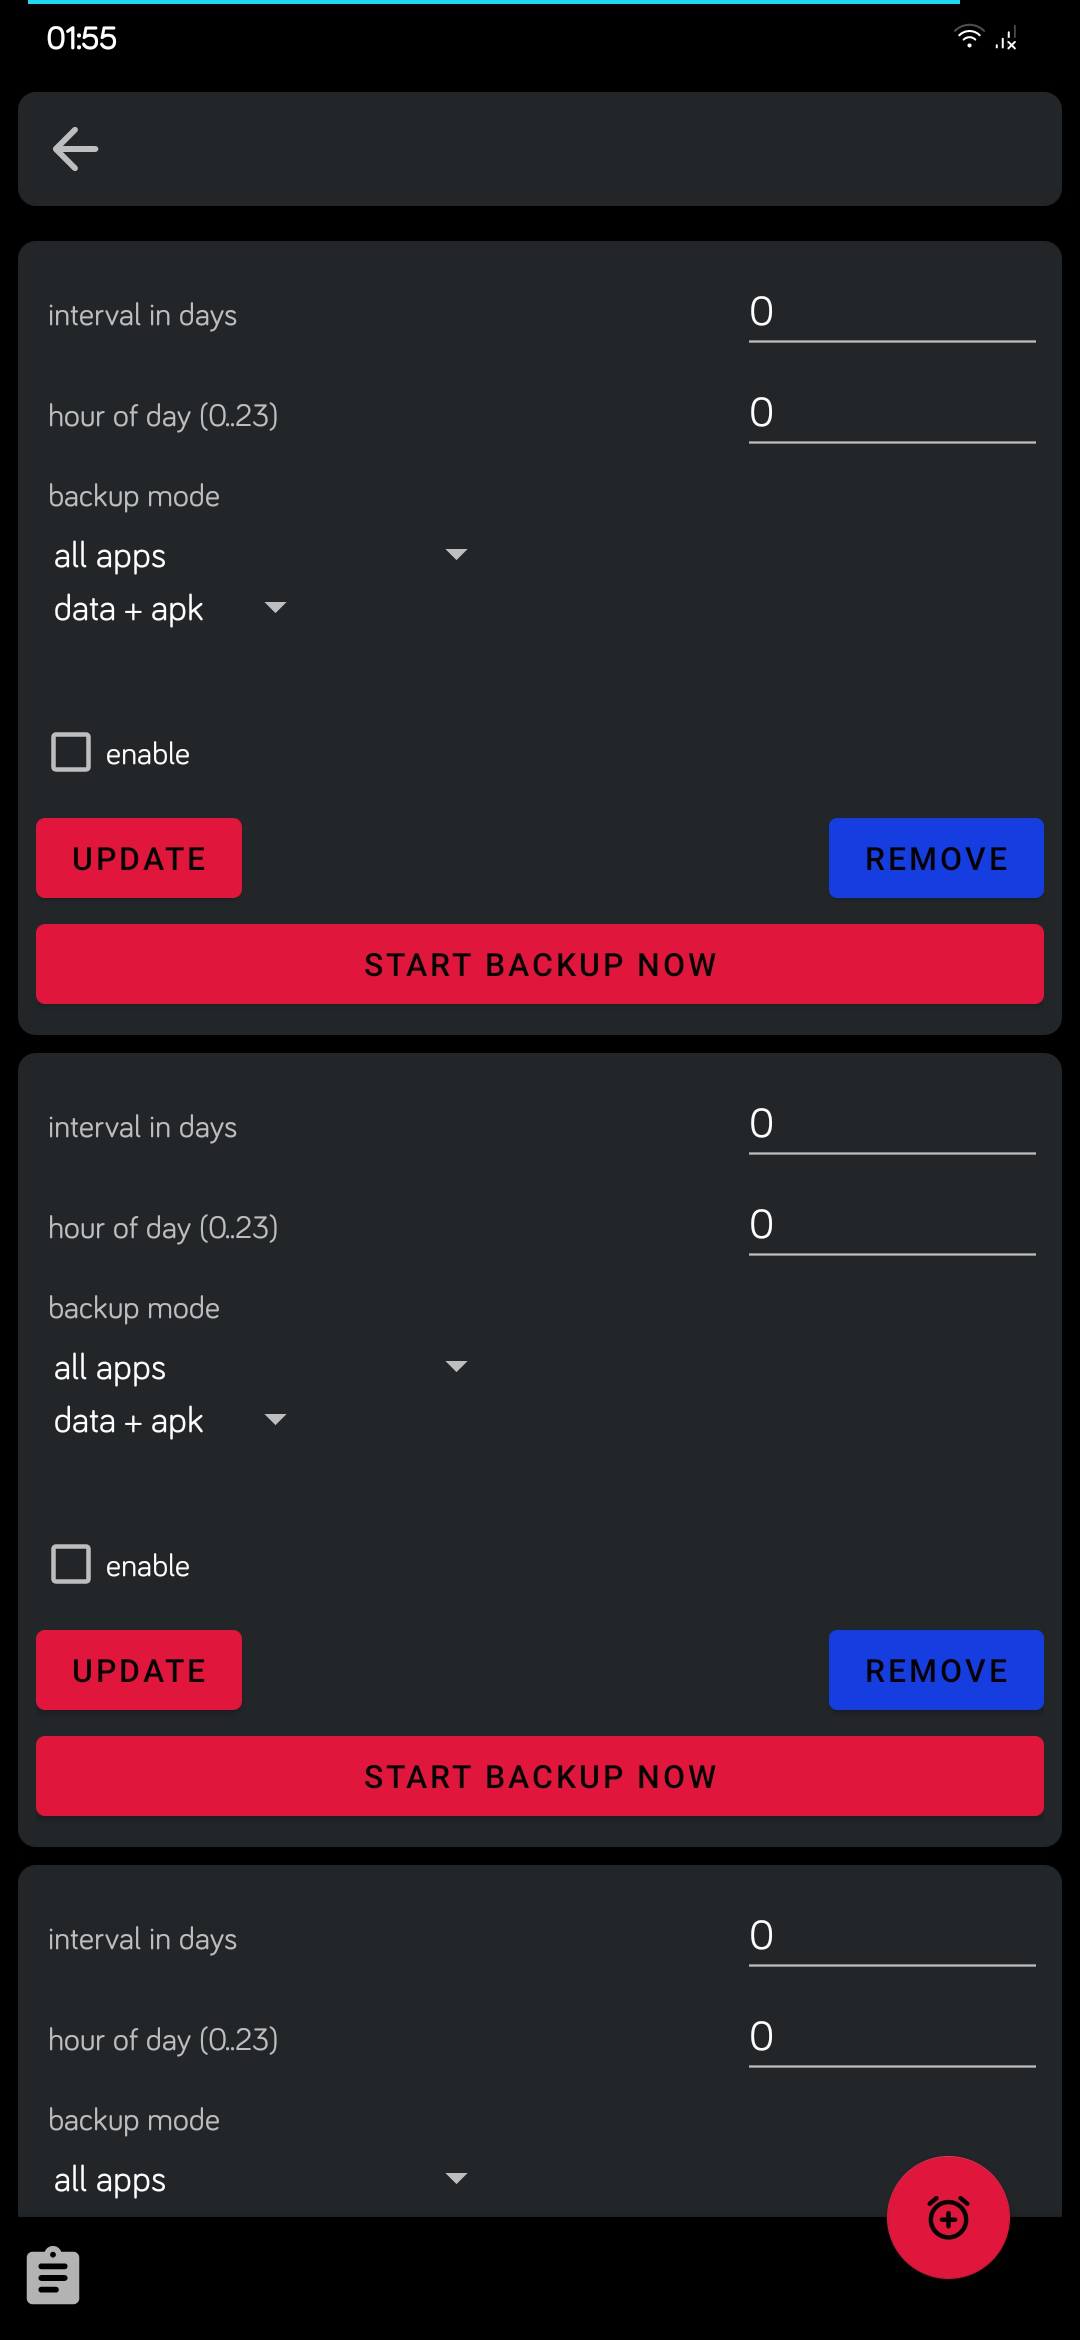 01:55
interval in days 0
hour of day (0..23) 0
backup mode
all apps
data + apk
enable
UPDATE REMOVE
START BACKUP NOW
interval in days 0
hour of day (0..23) 0
backup mode
all apps
data + apk
enable
UPDATE REMOVE
START BACKUP NOW
interval in days 0
hour of day (0..23) 0
backup mode
all apps